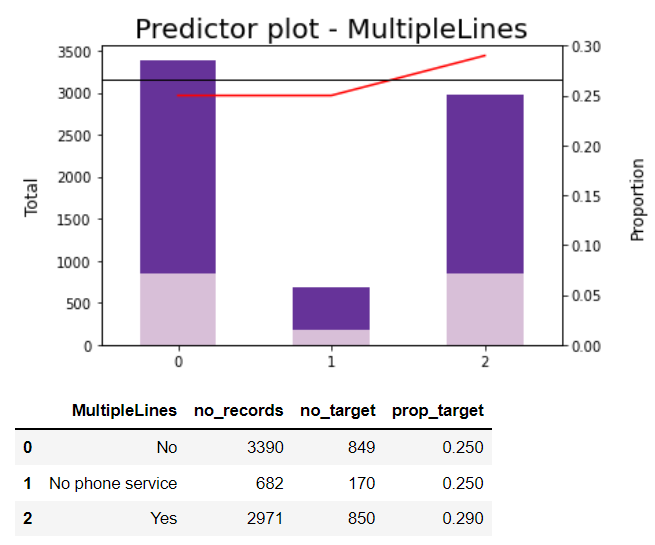 Predictor plot - MultipleLines
3500
3000
2500
2000
1500
1000
500
0
Total
0.30
0.25
0.20
0.15
0.10
0.05
0.00
Proportion
0 1 2
MultipleLines no_records no_target prop_target
0 No 3390 849 0.250
1 No phone service 682 170 0.250
2 Yes 2971 850 0.290